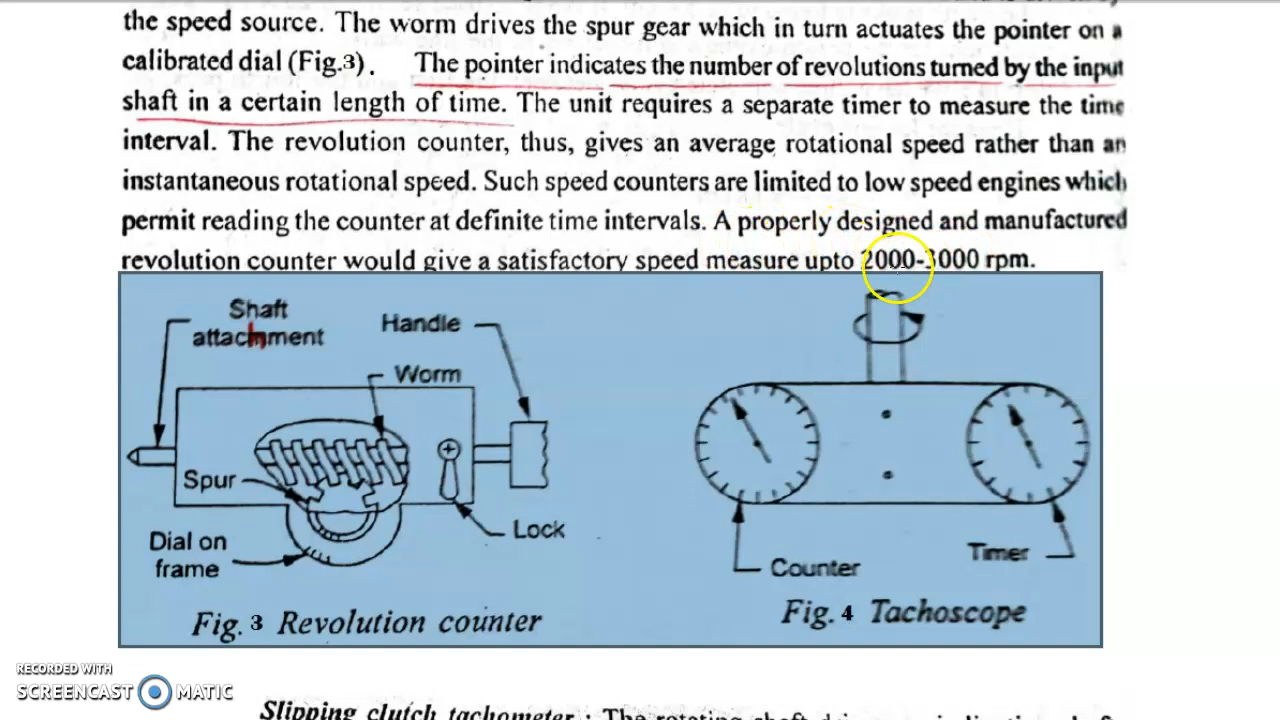 the speed source. The worm drives the spur gear which in turn actuates the pointer on a
calibrated dial (Fig.3). The pointer indicates the number of revolutions turned by the input
shaft in a certain length of time. The unit requires a separate timer to measure the time
interval. The revolution counter, thus, gives an average rotational speed rather than an
instantaneous rotational speed. Such speed counters are limited to low speed engines which
permit reading the counter at definite time intervals. A properly designed and manufactured
revolution counter would give a satisfactory speed measure upto 2000-3000 rpm.
Shaft
attachment
Handle
Worm
Spur
Dial on
frame
Lock
Fig. 3 Revolution counter
Counter
Timer
Fig. 4 Tachoscope
RECORDED WITH
SCREENCAST MATIC
Slipping clutch tachometer : The rotating shaft